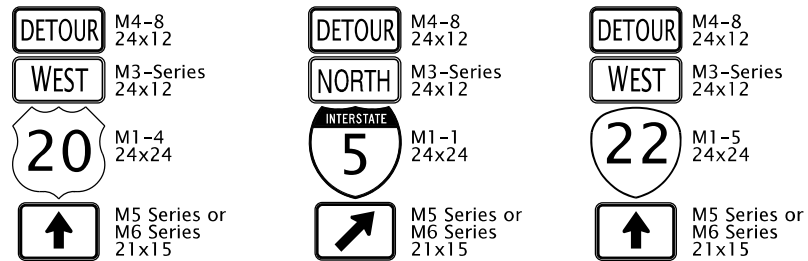 DETOUR
M4-8
24x12
WEST
M3-Series
24x12
20
M1-4
24x24
M5 Series or
M6 Series
21x15
DETOUR
M4-8
24x12
NORTH
M3-Series
24x12
INTERSTATE
5
M1-1
24x24
M5 Series or
M6 Series
21x15
DETOUR
M4-8
24x12
WEST
M3-Series
24x12
22
M1-5
24x24
M5 Series or
M6 Series
21x15